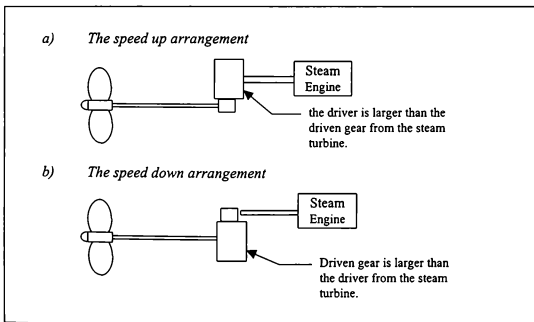 a) The speed up arrangement
Steam
Engine
the driver is larger than the
driven gear from the steam
turbine.
b) The speed down arrangement
Steam
Engine
Driven gear is larger than
the driver from the steam
turbine.